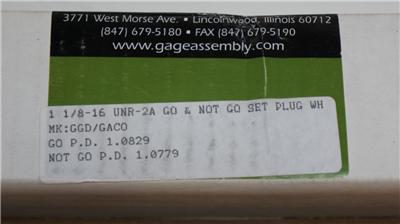 3771 West Morse Ave. • Lincolnwood, Illinois 60712
(847) 679-5180 • FAX (847) 679-5190
www.gageassembly.com
1 1/8-16 UNR-2A GO & NOT GO SET PLUG WH
MK:GGD/GACO
GO P.D. 1.0829
NOT GO P.D. 1.0779